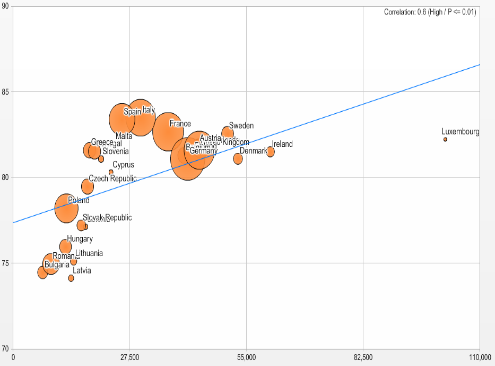 90
Correlation: 0.6 (High / P <= 0.01)
85
Spain
Italy
France
Sweden
Luxembourg
Malta
Austria
Kingdom
Greece
gal
Slovenia
Germany
Denmark
Ireland
80
Cyprus
Czech Republic
Poland
Slovak Republic
Hungary
75
Lithuania
Romania
Bulgaria
Latvia
70
0
27,500
55,000
82,500
110,000